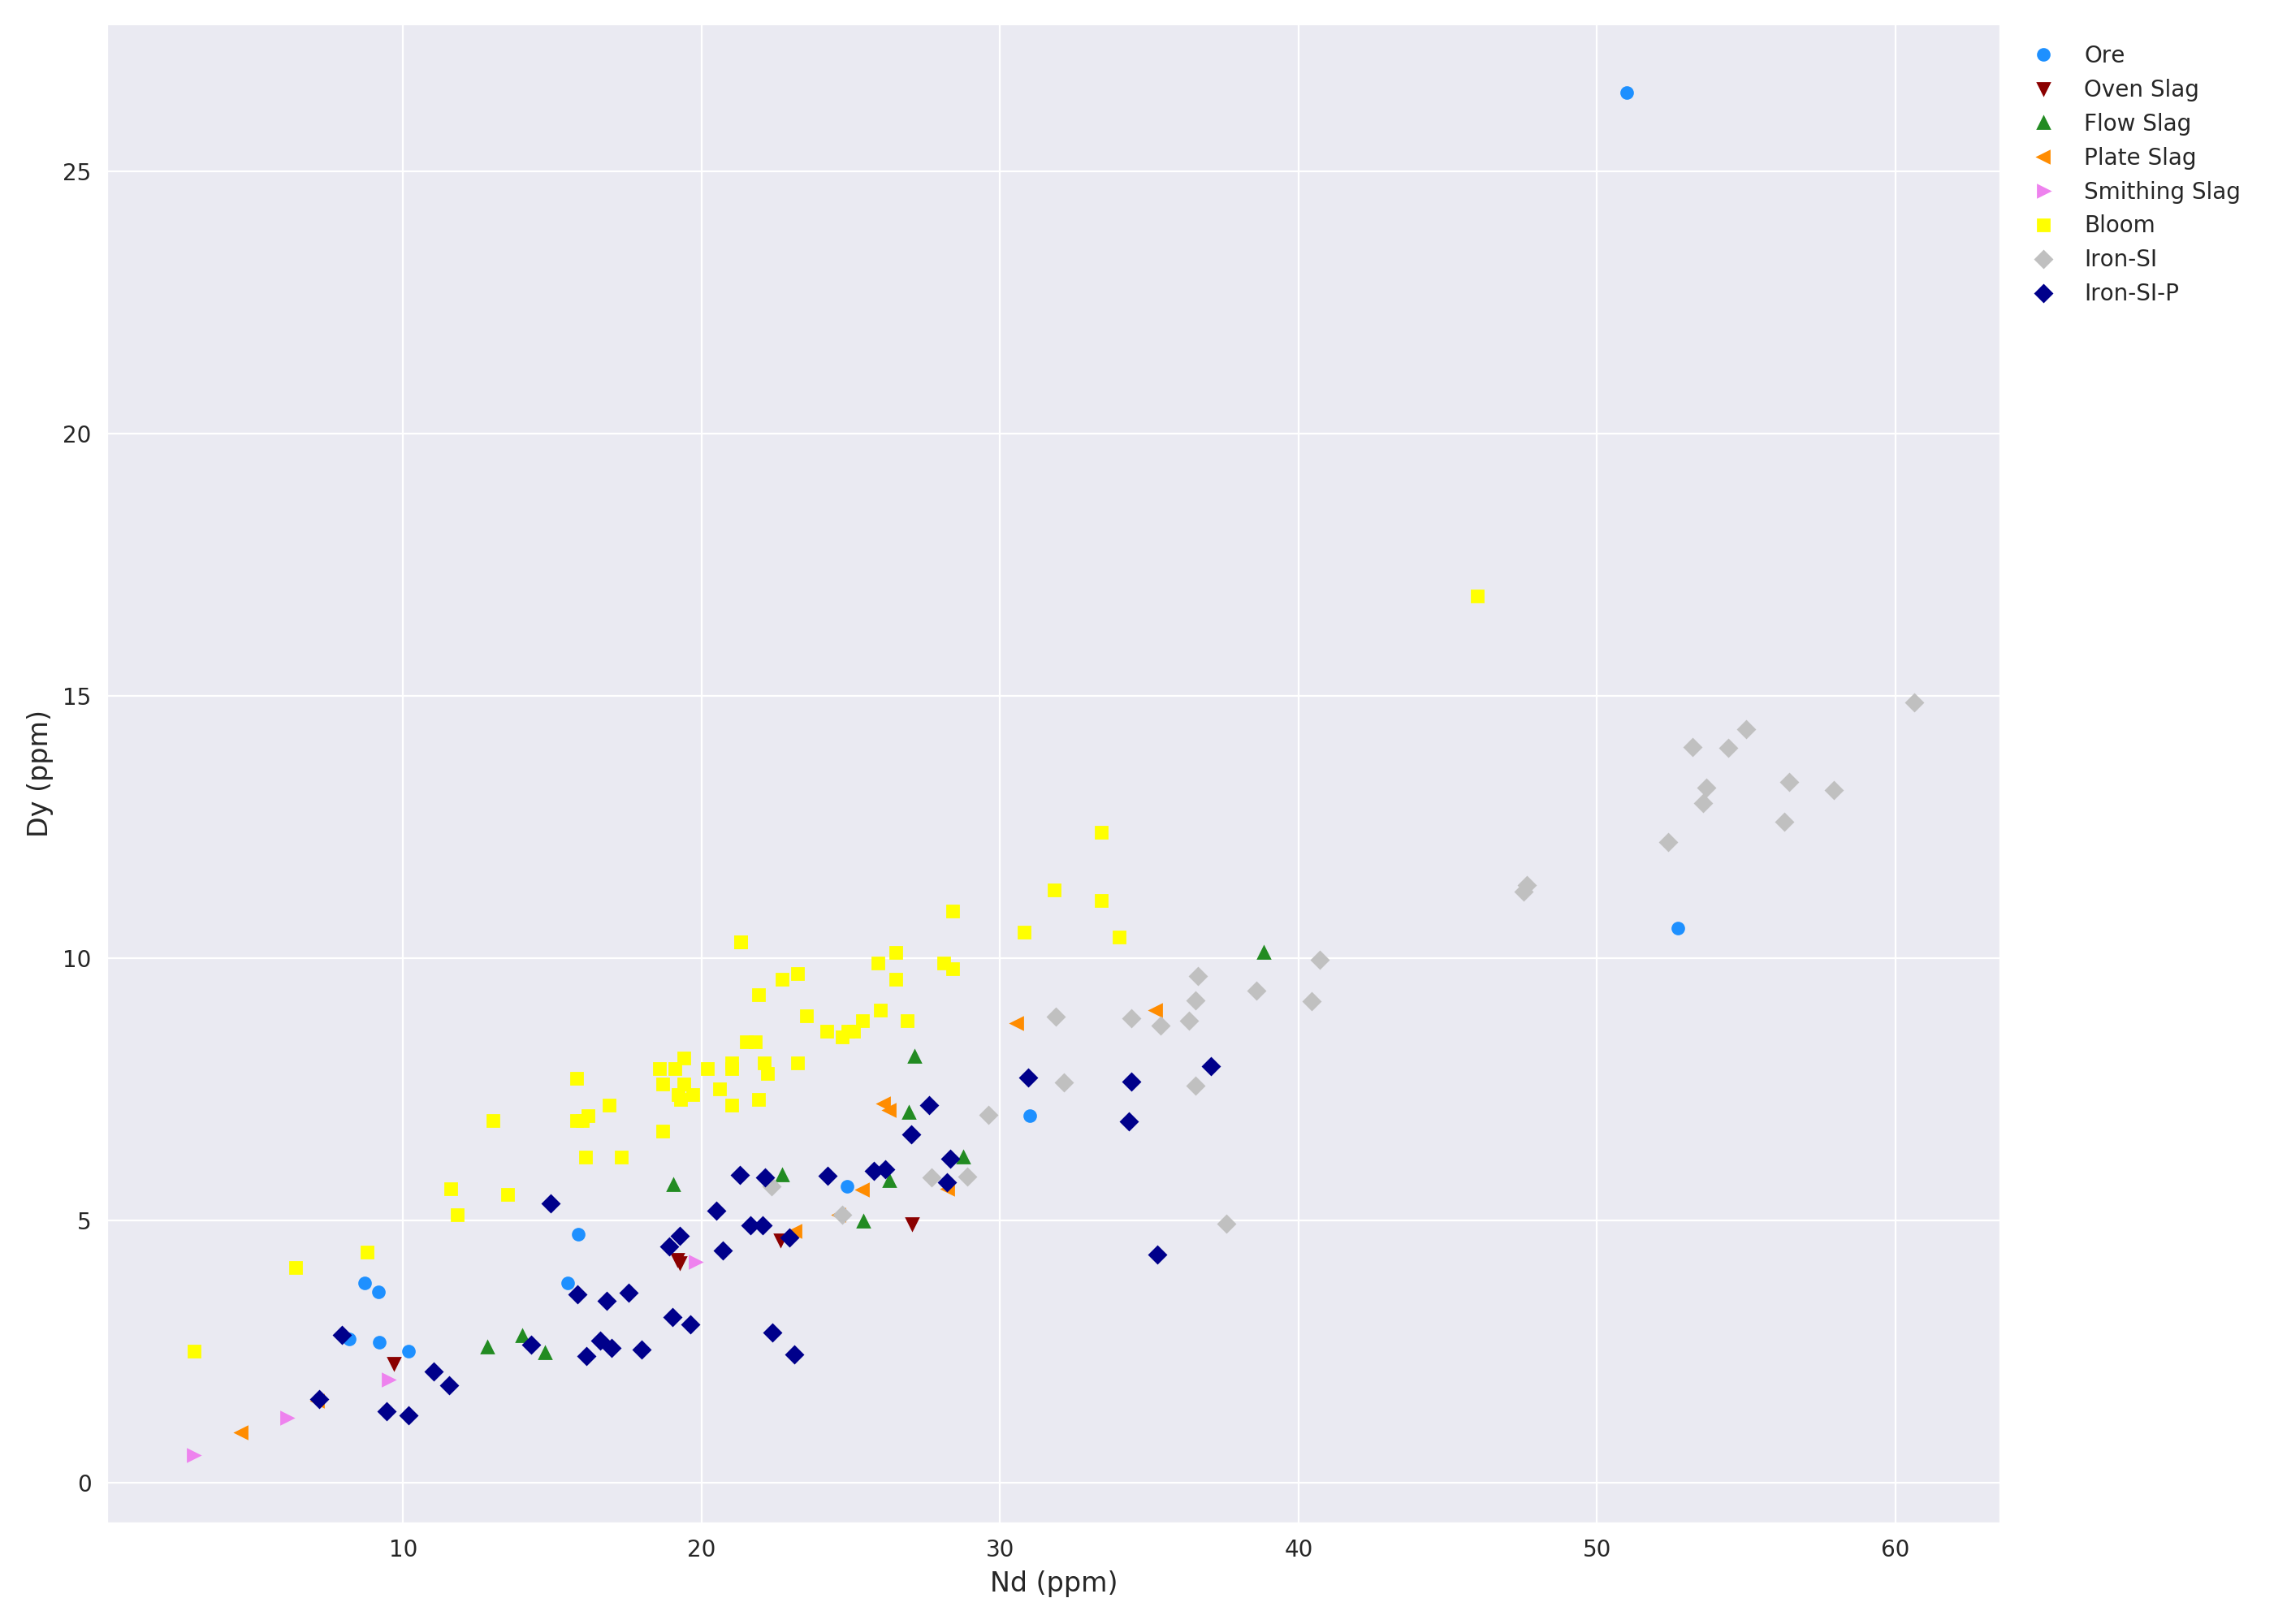 Ore
Oven Slag
Flow Slag
Plate Slag
Smithing Slag
Bloom
Iron-SI
Iron-SI-P
25
20
15
10
5
0
Dy (ppm)
10 20 30 40 50 60
Nd (ppm)